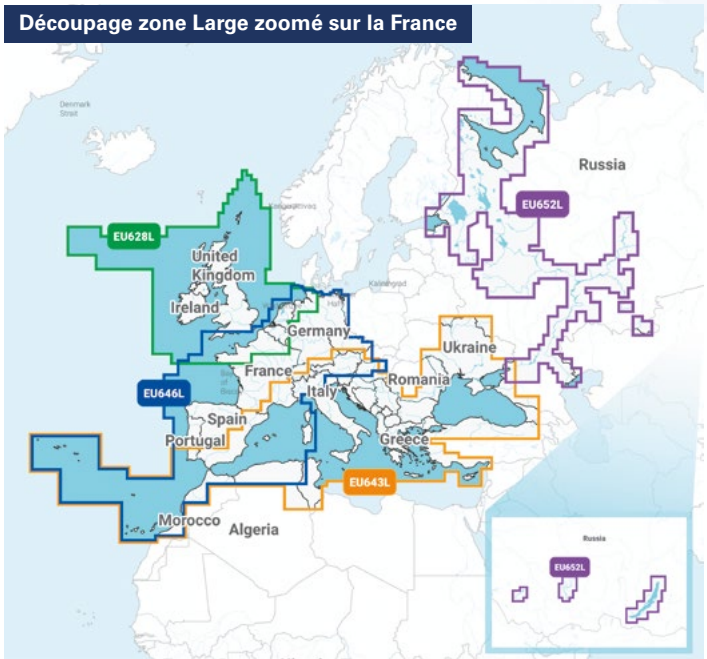 Découpage zone Large zoomé sur la France
Denmark
Strait
Russia
EU652L
EU628L
United
Kingdom
Kaliningrad
Ireland
Germany
Ukraine
France
Romania
EU646L
Italy
Spain
Portugal
Greece
EU643L
Morocco
Algeria
Russia
EU652L